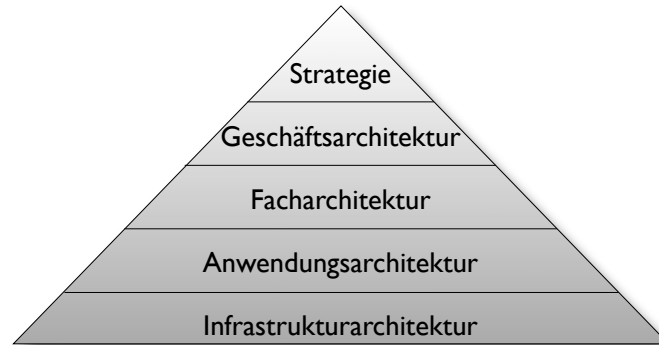 Strategie
Geschäftsarchitektur
Facharchitektur
Anwendungsarchitektur
Infrastrukturarchitektur